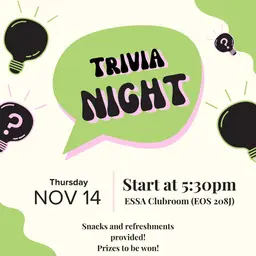 TRIVIA
NIGHT
Thursday
NOV 14
Start at 5:30pm
ESSA Clubroom (EOS 208J)
Snacks and refreshments
provided!
Prizes to be won!
?
?